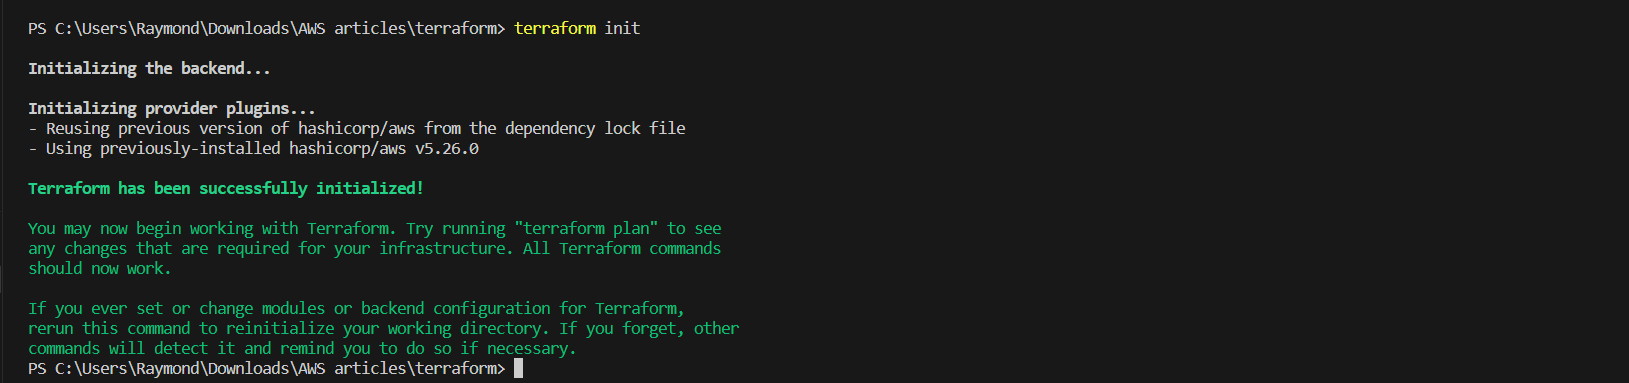 PS C:\Users\Raymond\Downloads\AWS articles\terraform> terraform init
Initializing the backend...
Initializing provider plugins...
- Reusing previous version of hashicorp/aws from the dependency lock file
- Using previously-installed hashicorp/aws v5.26.0
Terraform has been successfully initialized!
You may now begin working with Terraform. Try running "terraform plan" to see
any changes that are required for your infrastructure. All Terraform commands
should now work.
If you ever set or change modules or backend configuration for Terraform,
rerun this command to reinitialize your working directory. If you forget, other
commands will detect it and remind you to do so if necessary.
PS C:\Users\Raymond\Downloads\AWS articles\terraform>